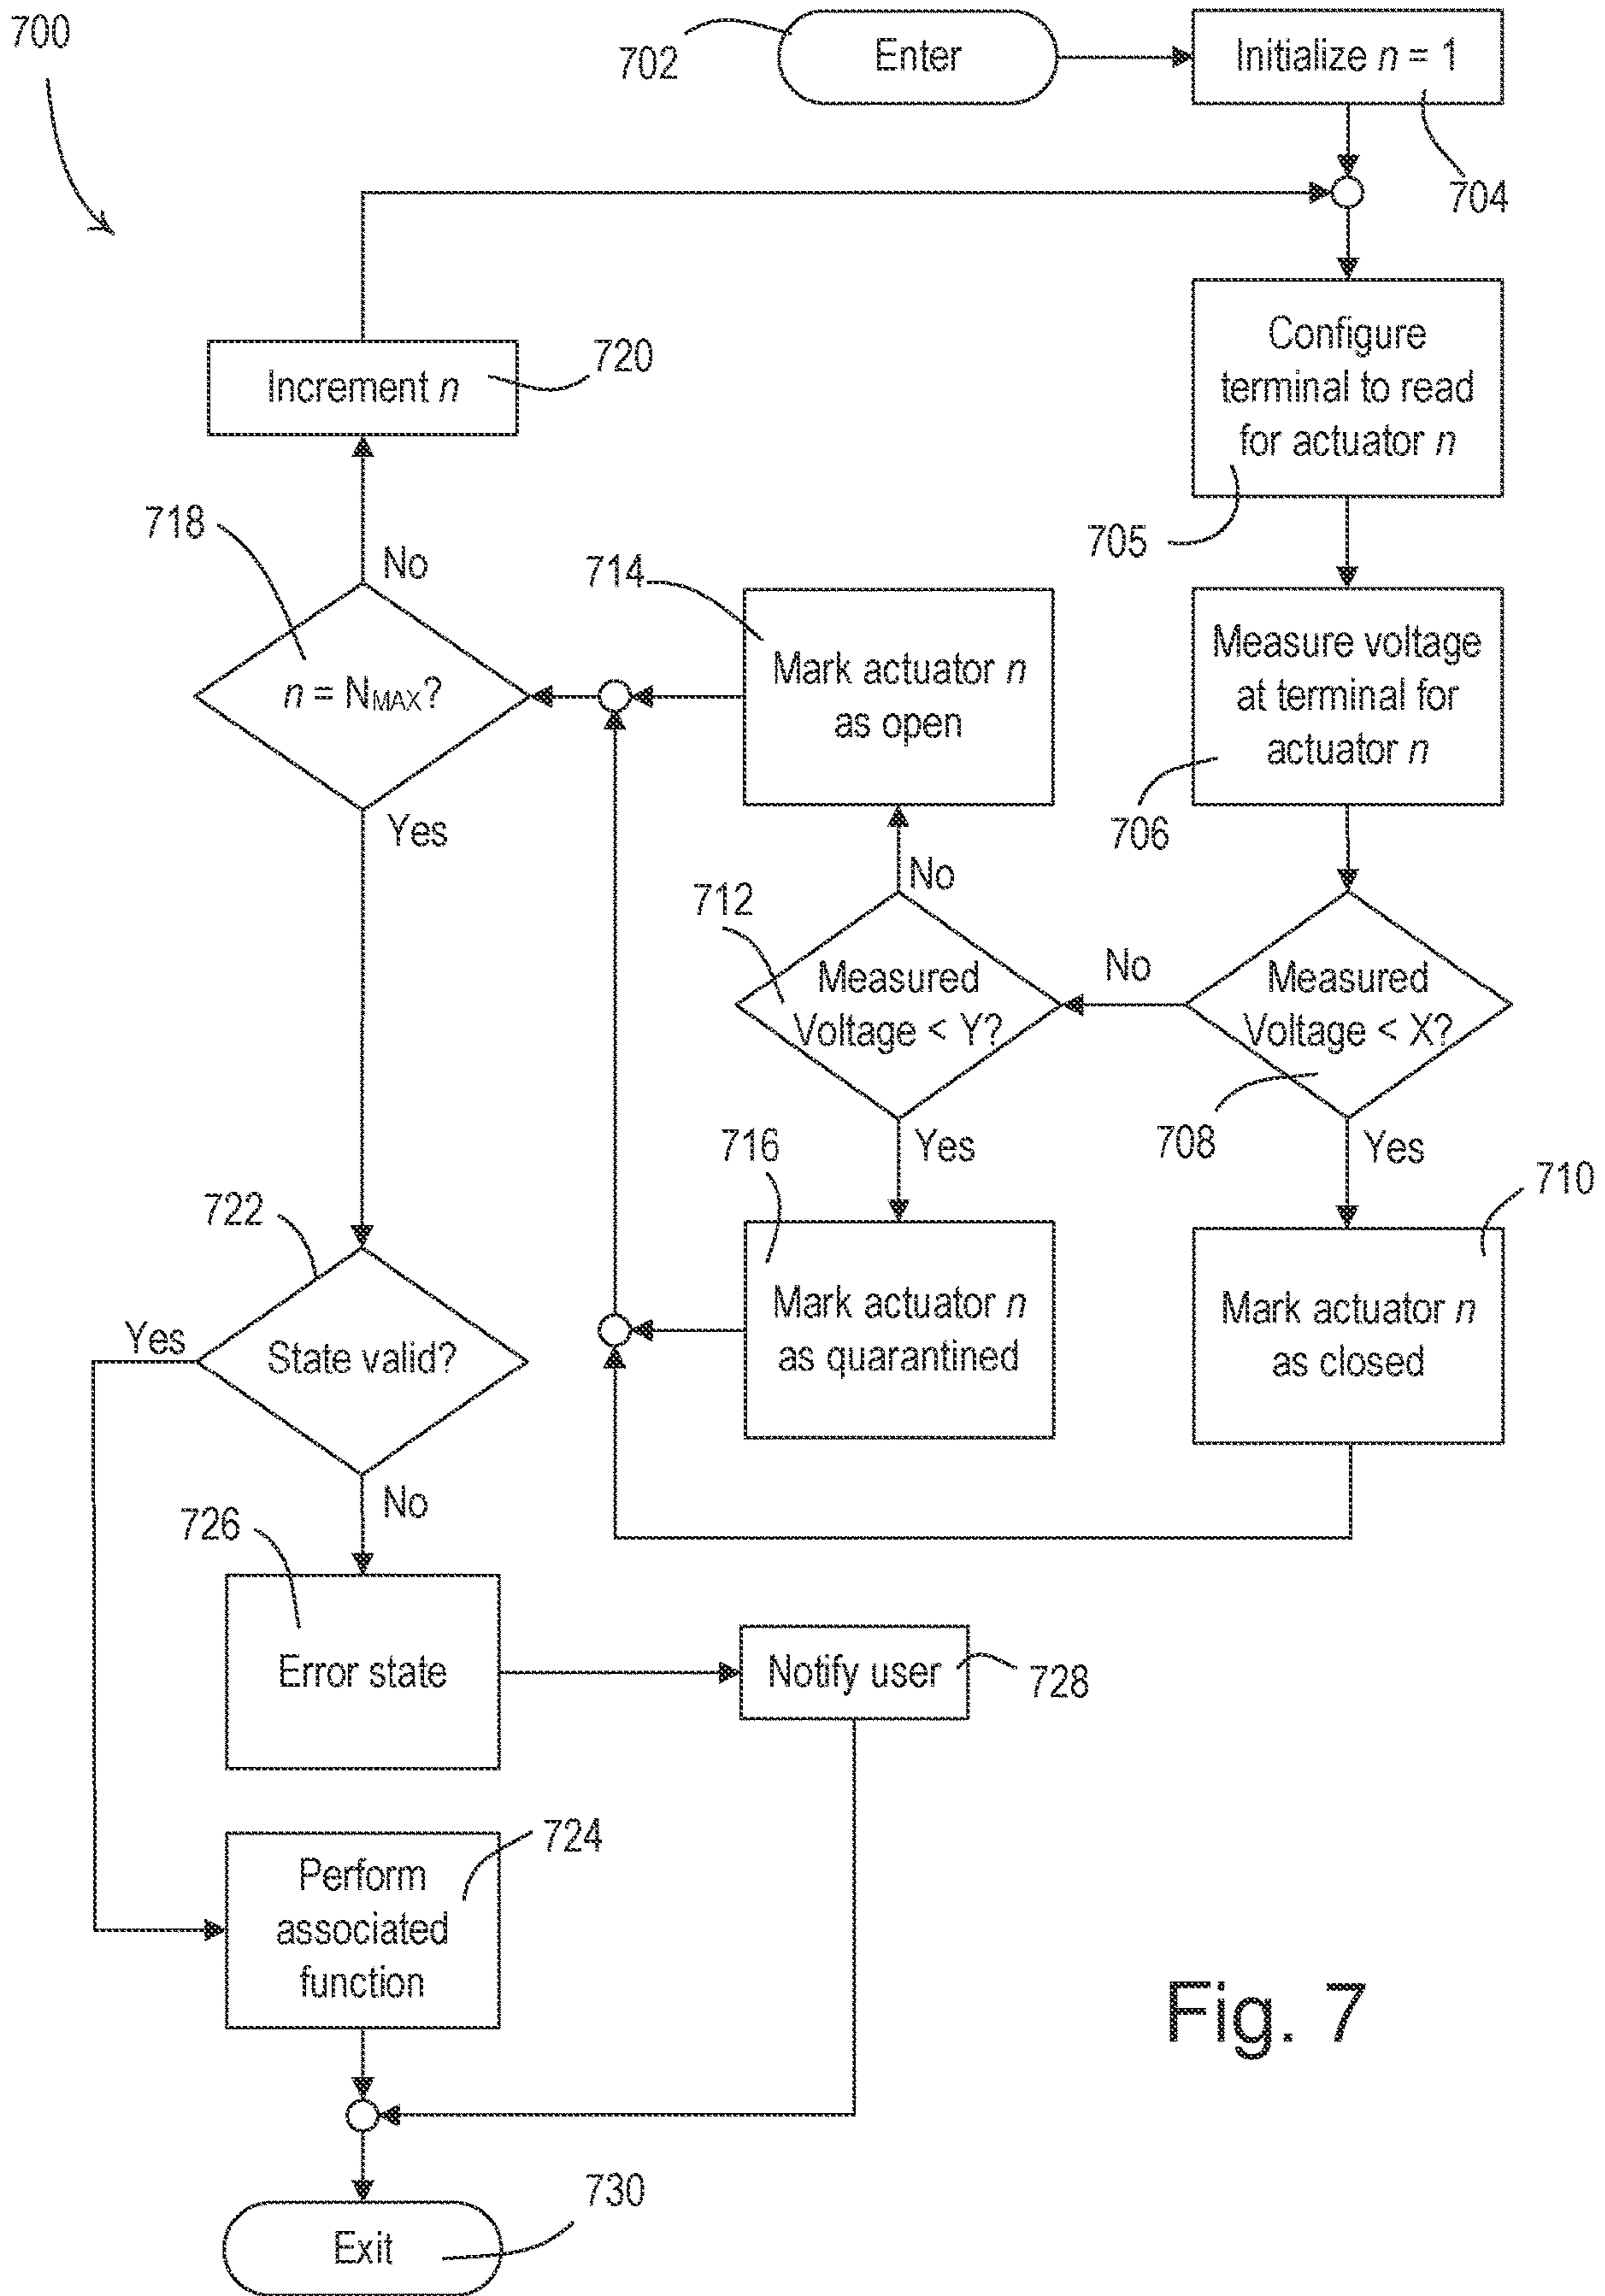 700
702
Enter
Initialize n = 1
704
Configure
terminal to read
for actuator n
705
Increment n
720
718
No
n = NMAX?
Yes
714
Mark actuator n
as open
Measure voltage
at terminal for
actuator n
706
712
No
Measured
Voltage < Y?
Yes
No
Measured
Voltage < X?
708
Yes
716
Mark actuator n
as quarantined
710
Mark actuator n
as closed
722
Yes
State valid?
No
726
Error state
Notify user
728
724
Perform
associated
function
Fig. 7
730
Exit